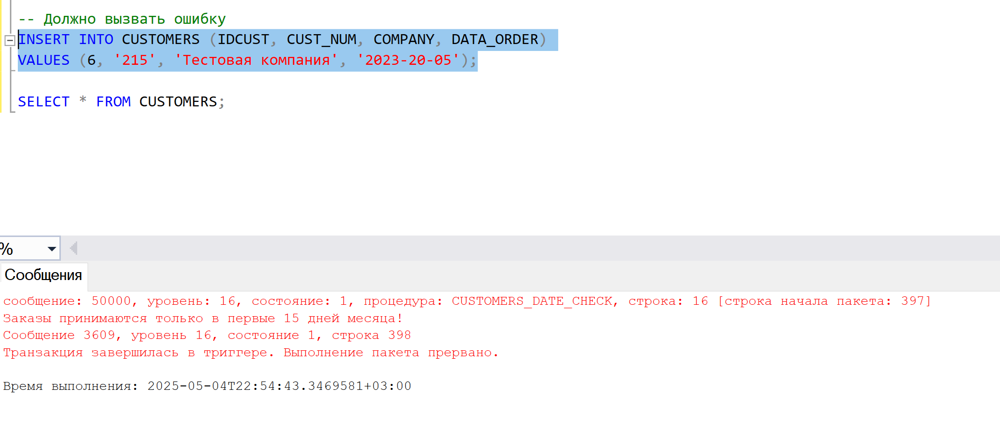 -- Должно вызвать ошибку
INSERT INTO CUSTOMERS (IDCUST, CUST_NUM, COMPANY, DATA_ORDER)
VALUES (6, '215', 'Тестовая компания', '2023-20-05');
SELECT * FROM CUSTOMERS;
%
Сообщения
сообщение: 50000, уровень: 16, состояние: 1, процедура: CUSTOMERS_DATE_CHECK, строка: 16 [строка начала пакета: 397]
Заказы принимаются только в первые 15 дней месяца!
Сообщение 3609, уровень 16, состояние 1, строка 398
Транзакция завершилась в триггере. Выполнение пакета прервано.
Время выполнения: 2025-05-04T22:54:43.3469581+03:00